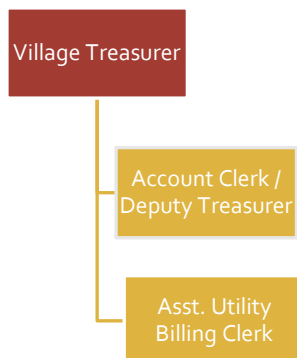 Village Treasurer
Account Clerk /
Deputy Treasurer
Asst. Utility
Billing Clerk